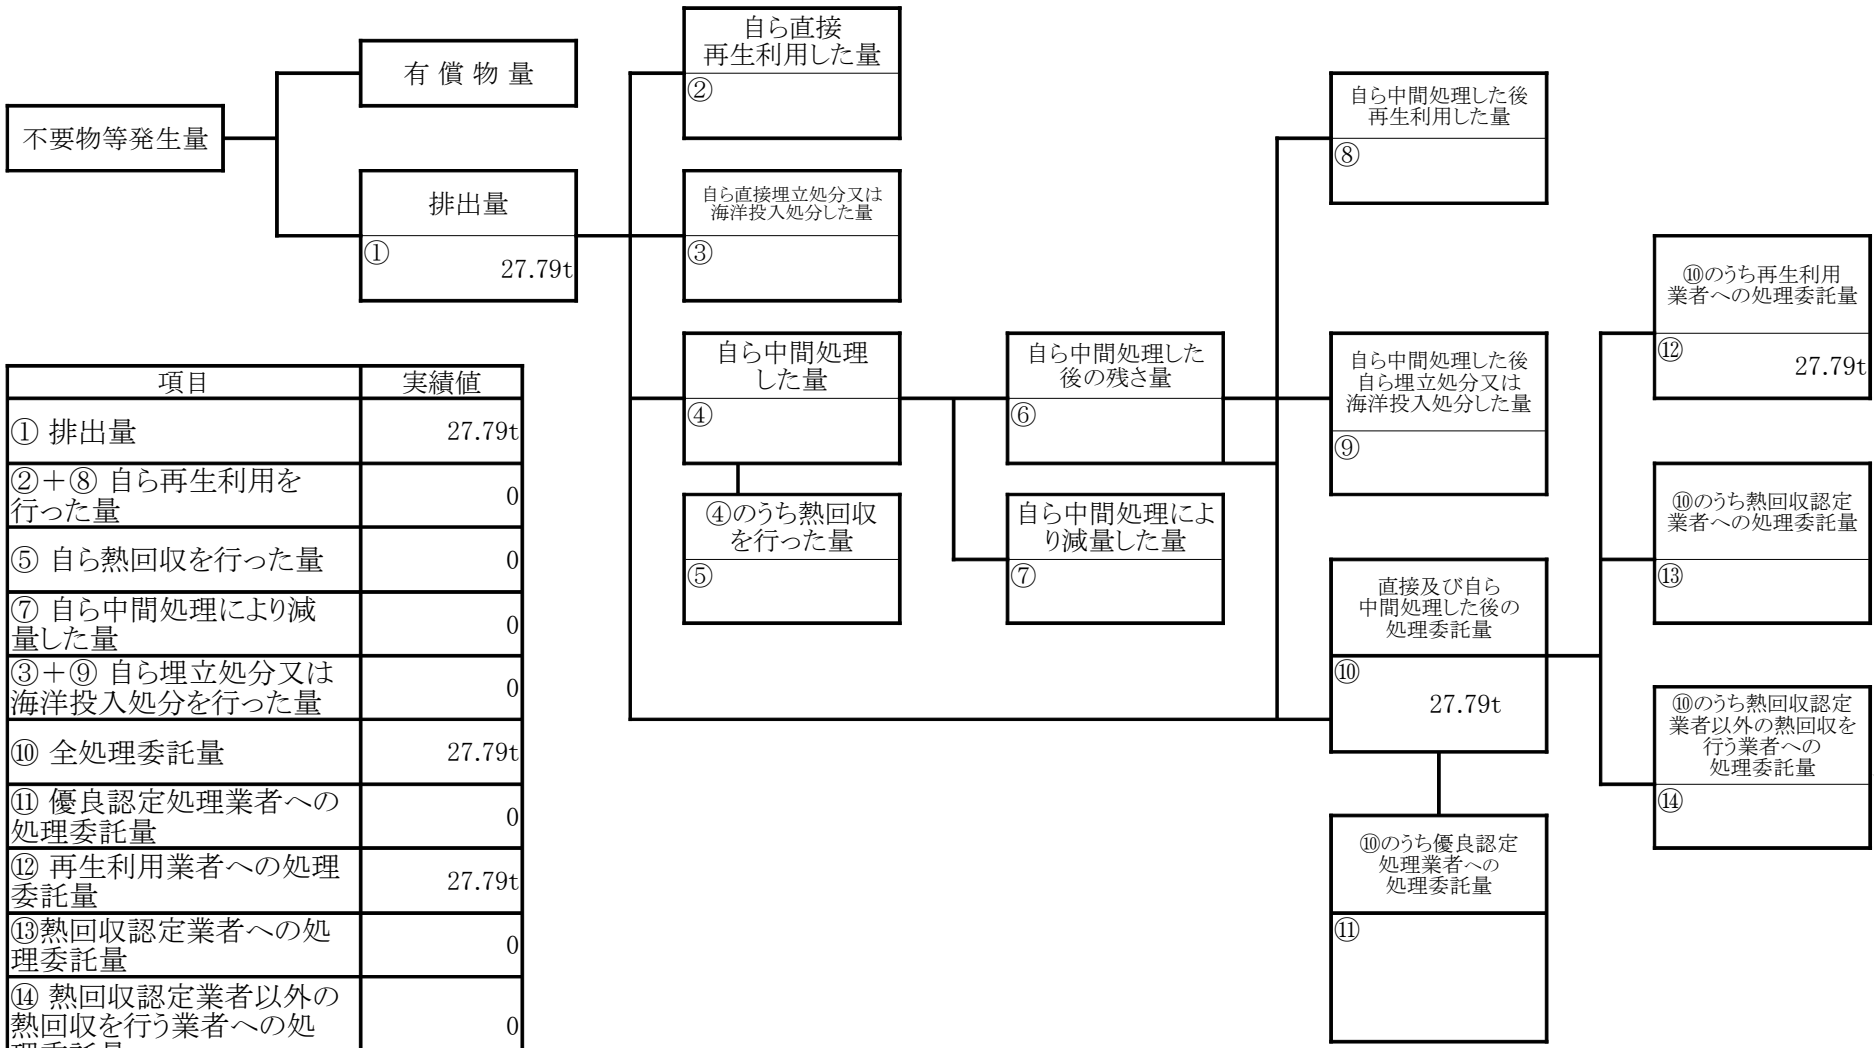 不要物等発生量
有 償 物 量
排出量
①
27.79t
自ら直接
再生利用した量
②
自ら直接埋立処分又は
海洋投入処分した量
③
自ら中間処理
した量
④
④のうち熱回収
を行った量
⑤
自ら中間処理した
後の残さ量
⑥
自ら中間処理によ
り減量した量
⑦
自ら中間処理した後
再生利用した量
⑧
自ら中間処理した後
自ら埋立処分又は
海洋投入処分した量
⑨
直接及び自ら
中間処理した後の
処理委託量
⑩
27.79t
⑩のうち優良認定
処理業者への
処理委託量
⑪
⑩のうち再生利用
業者への処理委託量
⑫
27.79t
⑩のうち熱回収認定
業者への処理委託量
⑬
⑩のうち熱回収認定
業者以外の熱回収を
行う業者への
処理委託量
⑭
項目 実績値
① 排出量 27.79t
②+⑧ 自ら再生利用を
行った量 0
⑤ 自ら熱回収を行った量 0
⑦ 自ら中間処理により減
量した量 0
③+⑨ 自ら埋立処分又は
海洋投入処分を行った量 0
⑩ 全処理委託量 27.79t
⑪ 優良認定処理業者への
処理委託量 0
⑫ 再生利用業者への処理
委託量 27.79t
⑬熱回収認定業者への処
理委託量 0
⑭ 熱回収認定業者以外の
熱回収を行う業者への処 0